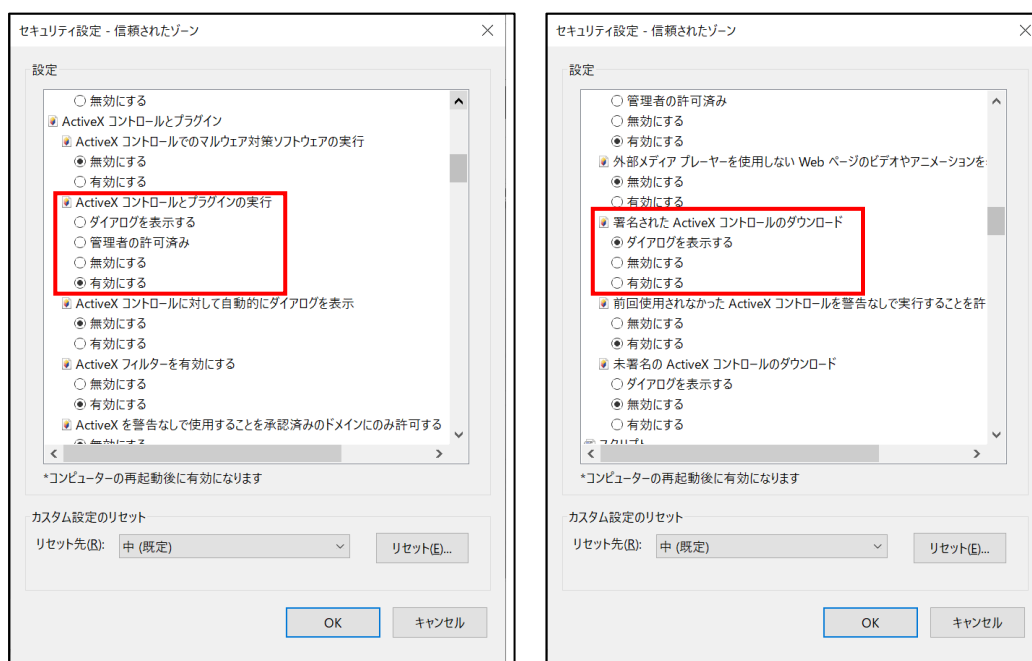 セキュリティ設定 - 信頼されたゾーン
設定
無効にする
ActiveX コントロールとプラグイン
ActiveX コントロールでのマルウェア対策ソフトウェアの実行
無効にする
有効にする
ActiveX コントロールとプラグインの実行
ダイアログを表示する
管理者の許可済み
無効にする
有効にする
ActiveX コントロールに対して自動的にダイアログを表示
無効にする
有効にする
ActiveX フィルターを有効にする
無効にする
有効にする
ActiveX を警告なしで使用することを承認済みのドメインにのみ許可する
*コンピューターの再起動後に有効になります
カスタム設定のリセット
リセット先(R): 中 (既定) リセット(E)...
OK キャンセル
セキュリティ設定 - 信頼されたゾーン
設定
管理者の許可済み
無効にする
有効にする
外部メディア プレーヤーを使用しない Web ページのビデオやアニメーションを
無効にする
有効にする
署名された ActiveX コントロールのダウンロード
ダイアログを表示する
無効にする
有効にする
前回使用されなかった ActiveX コントロールを警告なしで実行することを許
無効にする
有効にする
未署名の ActiveX コントロールのダウンロード
ダイアログを表示する
無効にする
有効にする
*コンピューターの再起動後に有効になります
カスタム設定のリセット
リセット先(R): 中 (既定) リセット(E)...
OK キャンセル